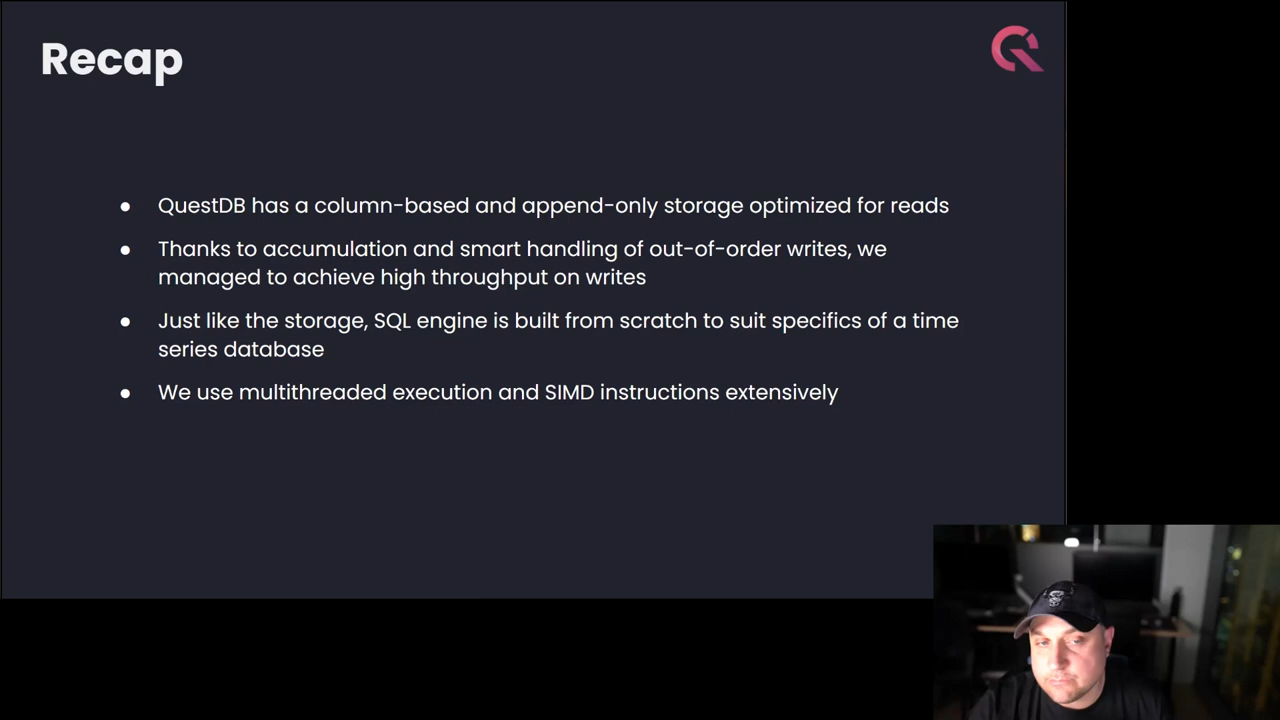 Recap
● QuestDB has a column-based and append-only storage optimized for reads
● Thanks to accumulation and smart handling of out-of-order writes, we
managed to achieve high throughput on writes
● Just like the storage, SQL engine is built from scratch to suit specifics of a time
series database
● We use multithreaded execution and SIMD instructions extensively